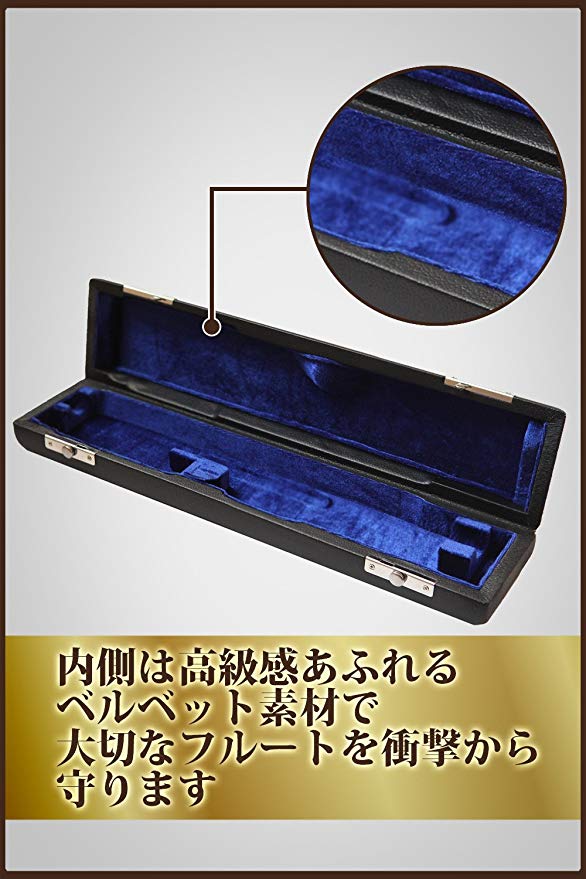 内側は高級感あふれる
ベルベット素材で
大切なフルートを衝撃から
守ります